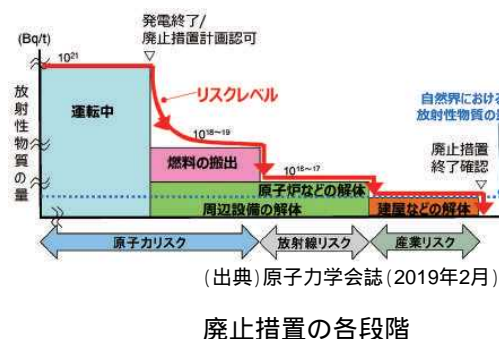 発電終了/
廃止措置計画認可
(Bq/t)
10²¹
放射性物質の量
運転中
リスクレベル
10¹⁸⁻¹⁹
燃料の搬出
10¹⁶⁻¹⁷
自然界における
放射性物質の
廃止措置
終了確認
原子炉などの解体
周辺設備の解体
建屋などの解体
原子力リスク
放射線リスク
産業リスク
(出典)原子力学会誌(2019年2月)
廃止措置の各段階